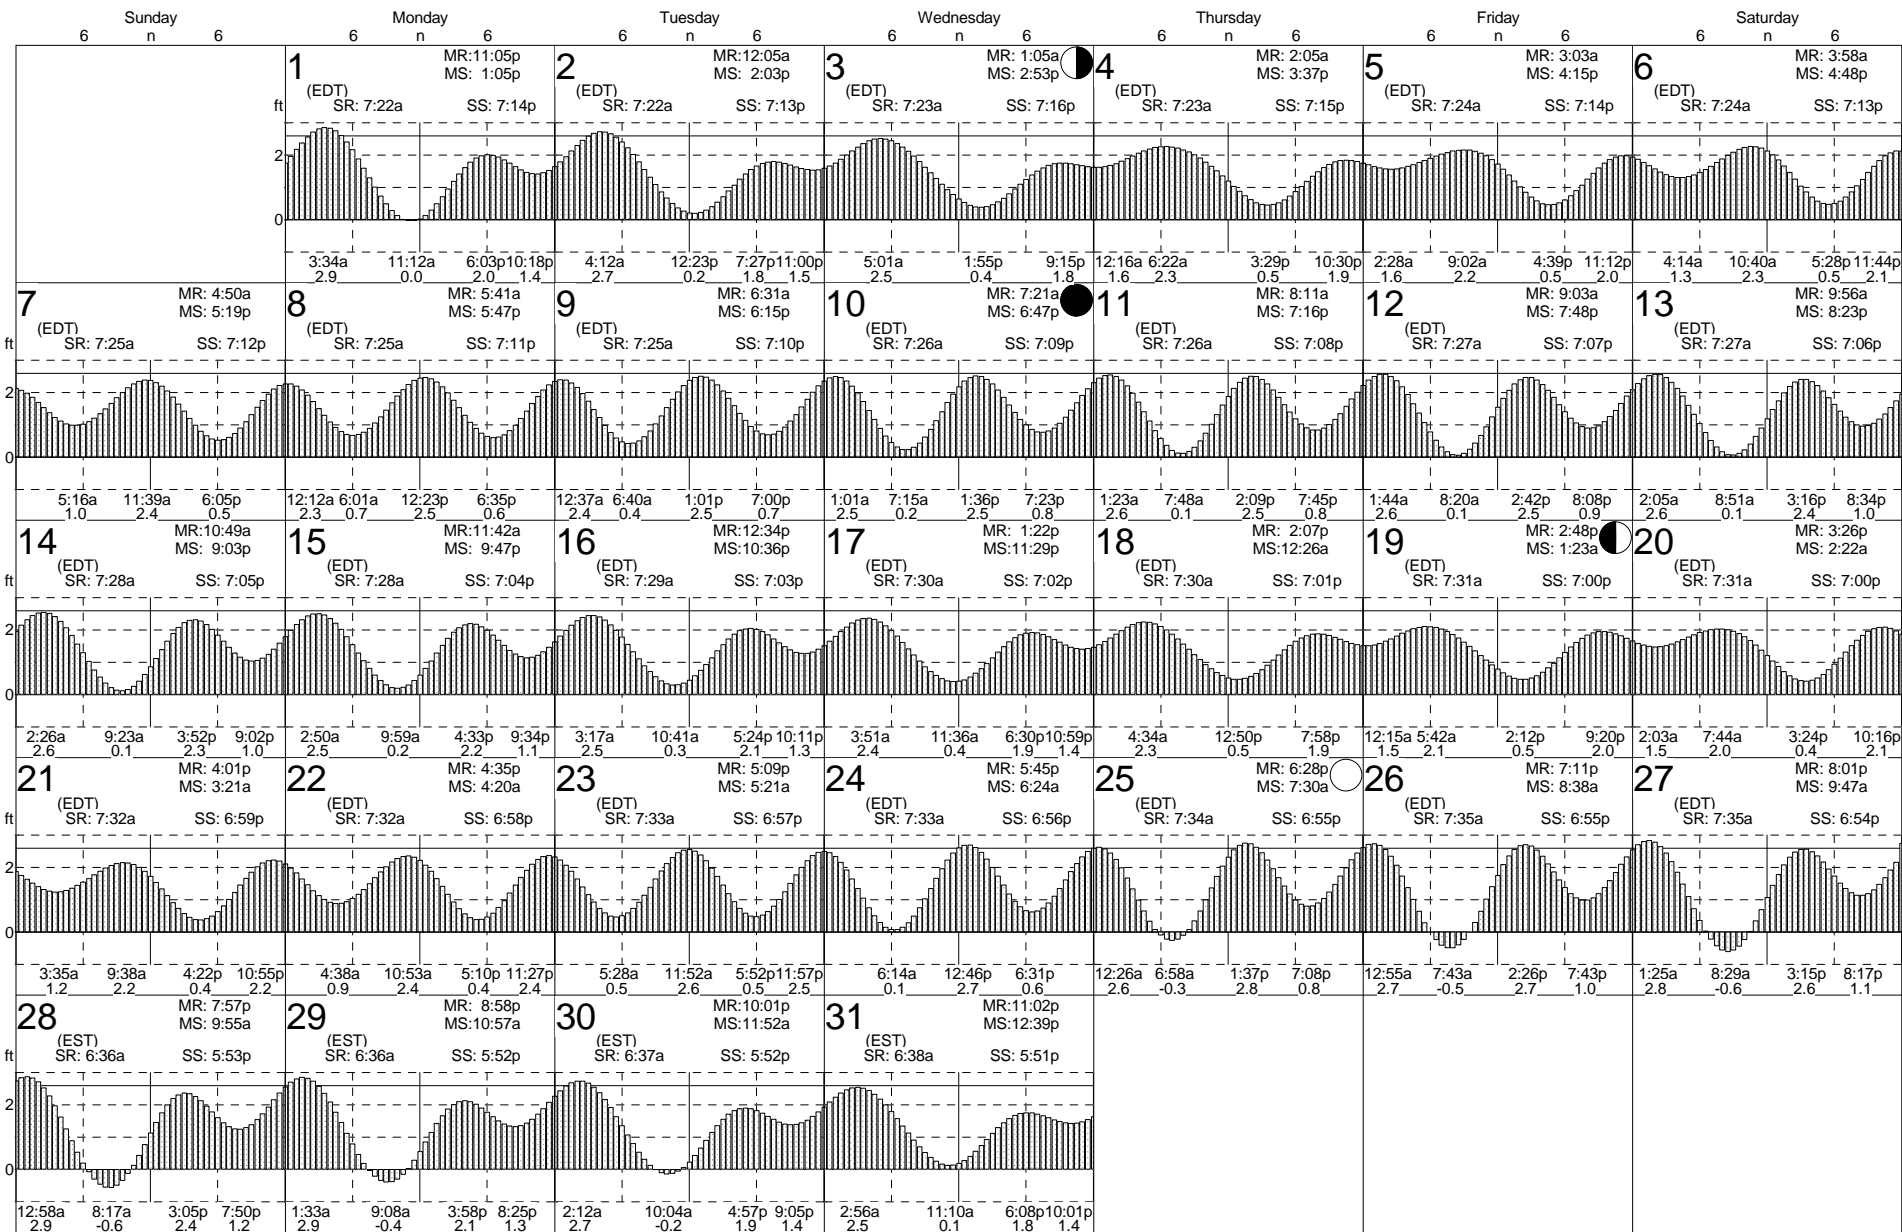 Sunday Monday Tuesday Wednesday Thursday Friday Saturday
6 n 6 6 n 6 6 n 6 6 n 6 6 n 6 6 n 6 6 n 6
1 MR:11:05p 2 MR:12:05a 3 MR: 1:05a 4 MR: 2:05a 5 MR: 3:03a 6 MR: 3:58a
MS: 1:05p MS: 2:03p MS: 2:53p MS: 3:37p MS: 4:15p MS: 4:48p
(EDT) (EDT) (EDT) (EDT) (EDT) (EDT)
ft SR: 7:22a SS: 7:14p SR: 7:22a SS: 7:13p SR: 7:23a SS: 7:16p SR: 7:23a SS: 7:15p SR: 7:24a SS: 7:14p SR: 7:24a SS: 7:13p
2
0
3:34a 11:12a 6:03p 10:18p 4:12a 12:23p 7:27p 11:00p 5:01a 1:55p 9:15p 12:16a 6:22a 3:29p 10:30p 2:28a 9:02a 4:39p 11:12p 4:14a 10:40a 5:28p 11:44p
2.9 0.0 2.0 1.4 2.7 0.2 1.8 1.5 2.5 0.4 1.8 1.6 2.3 0.5 1.9 1.6 2.2 0.5 2.0 1.3 2.3 0.5 2.1
7 MR: 4:50a 8 MR: 5:41a 9 MR: 6:31a 10 MR: 7:21a 11 MR: 8:11a 12 MR: 9:03a 13 MR: 9:56a
MS: 5:19p MS: 5:47p MS: 6:15p MS: 6:47p MS: 7:16p MS: 7:48p MS: 8:23p
(EDT) (EDT) (EDT) (EDT) (EDT) (EDT) (EDT)
ft SR: 7:25a SS: 7:12p SR: 7:25a SS: 7:11p SR: 7:25a SS: 7:10p SR: 7:26a SS: 7:09p SR: 7:26a SS: 7:08p SR: 7:27a SS: 7:07p SR: 7:27a SS: 7:06p
2
0
5:16a 11:39a 6:05p 12:12a 6:01a 12:23p 6:35p 12:37a 6:40a 1:01p 7:00p 1:01a 7:15a 1:36p 7:23p 1:23a 7:48a 2:09p 7:45p 1:44a 8:20a 2:42p 8:08p 2:05a 8:51a 3:16p 8:34p
1.0 2.4 0.5 2.3 0.7 2.5 0.6 2.4 0.4 2.5 0.7 2.5 0.2 2.5 0.8 2.6 0.1 2.5 0.8 2.6 0.1 2.5 0.9 2.6 0.1 2.4 1.0
14 MR:10:49a 15 MR:11:42a 16 MR:12:34p 17 MR: 1:22p 18 MR: 2:07p 19 MR: 2:48p 20 MR: 3:26p
MS: 9:03p MS: 9:47p MS:10:36p MS:11:29p MS:12:26a MS: 1:23a MS: 2:22a
(EDT) (EDT) (EDT) (EDT) (EDT) (EDT) (EDT)
ft SR: 7:28a SS: 7:05p SR: 7:28a SS: 7:04p SR: 7:29a SS: 7:03p SR: 7:30a SS: 7:02p SR: 7:30a SS: 7:01p SR: 7:31a SS: 7:00p SR: 7:31a SS: 7:00p
2
0
2:26a 9:23a 3:52p 9:02p 2:50a 9:59a 4:33p 9:34p 3:17a 10:41a 5:24p 10:11p 3:51a 11:36a 6:30p 10:59p 4:34a 12:50p 7:58p 12:15a 5:42a 2:12p 9:20p 2:03a 7:44a 3:24p 10:16p
2.6 0.1 2.3 1.0 2.5 0.2 2.2 1.1 2.5 0.3 2.1 1.3 2.4 0.4 1.9 1.4 2.3 0.5 1.9 1.5 2.1 0.5 2.0 1.5 2.0 0.4 2.1
21 MR: 4:01p 22 MR: 4:35p 23 MR: 5:09p 24 MR: 5:45p 25 MR: 6:28p 26 MR: 7:11p 27 MR: 8:01p
MS: 3:21a MS: 4:20a MS: 5:21a MS: 6:24a MS: 7:30a MS: 8:38a MS: 9:47a
(EDT) (EDT) (EDT) (EDT) (EDT) (EDT) (EDT)
ft SR: 7:32a SS: 6:59p SR: 7:32a SS: 6:58p SR: 7:33a SS: 6:57p SR: 7:33a SS: 6:56p SR: 7:34a SS: 6:55p SR: 7:35a SS: 6:55p SR: 7:35a SS: 6:54p
2
0
3:35a 9:38a 4:22p 10:55p 4:38a 10:53a 5:10p 11:27p 5:28a 11:52a 5:52p 11:57p 6:14a 12:46p 6:31p 12:26a 6:58a 1:37p 7:08p 12:55a 7:43a 2:26p 7:43p 1:25a 8:29a 3:15p 8:17p
1.2 2.2 0.4 2.2 0.9 2.4 0.4 2.4 0.5 2.6 0.5 2.5 0.1 2.7 0.6 2.6 -0.3 2.8 0.8 2.7 -0.5 2.7 1.0 2.8 -0.6 2.6 1.1
28 MR: 7:57p 29 MR: 8:58p 30 MR:10:01p 31 MR:11:02p
MS: 9:55a MS:10:57a MS:11:52a MS:12:39p
(EST) (EST) (EST) (EST)
ft SR: 6:36a SS: 5:53p SR: 6:36a SS: 5:52p SR: 6:37a SS: 5:52p SR: 6:38a SS: 5:51p
2
0
12:58a 8:17a 3:05p 7:50p 1:33a 9:08a 3:58p 8:25p 2:12a 10:04a 4:57p 9:05p 2:56a 11:10a 6:08p 10:01p
2.9 -0.6 2.4 1.2 2.9 -0.4 2.1 1.3 2.7 -0.2 1.9 1.4 2.5 0.1 1.8 1.4